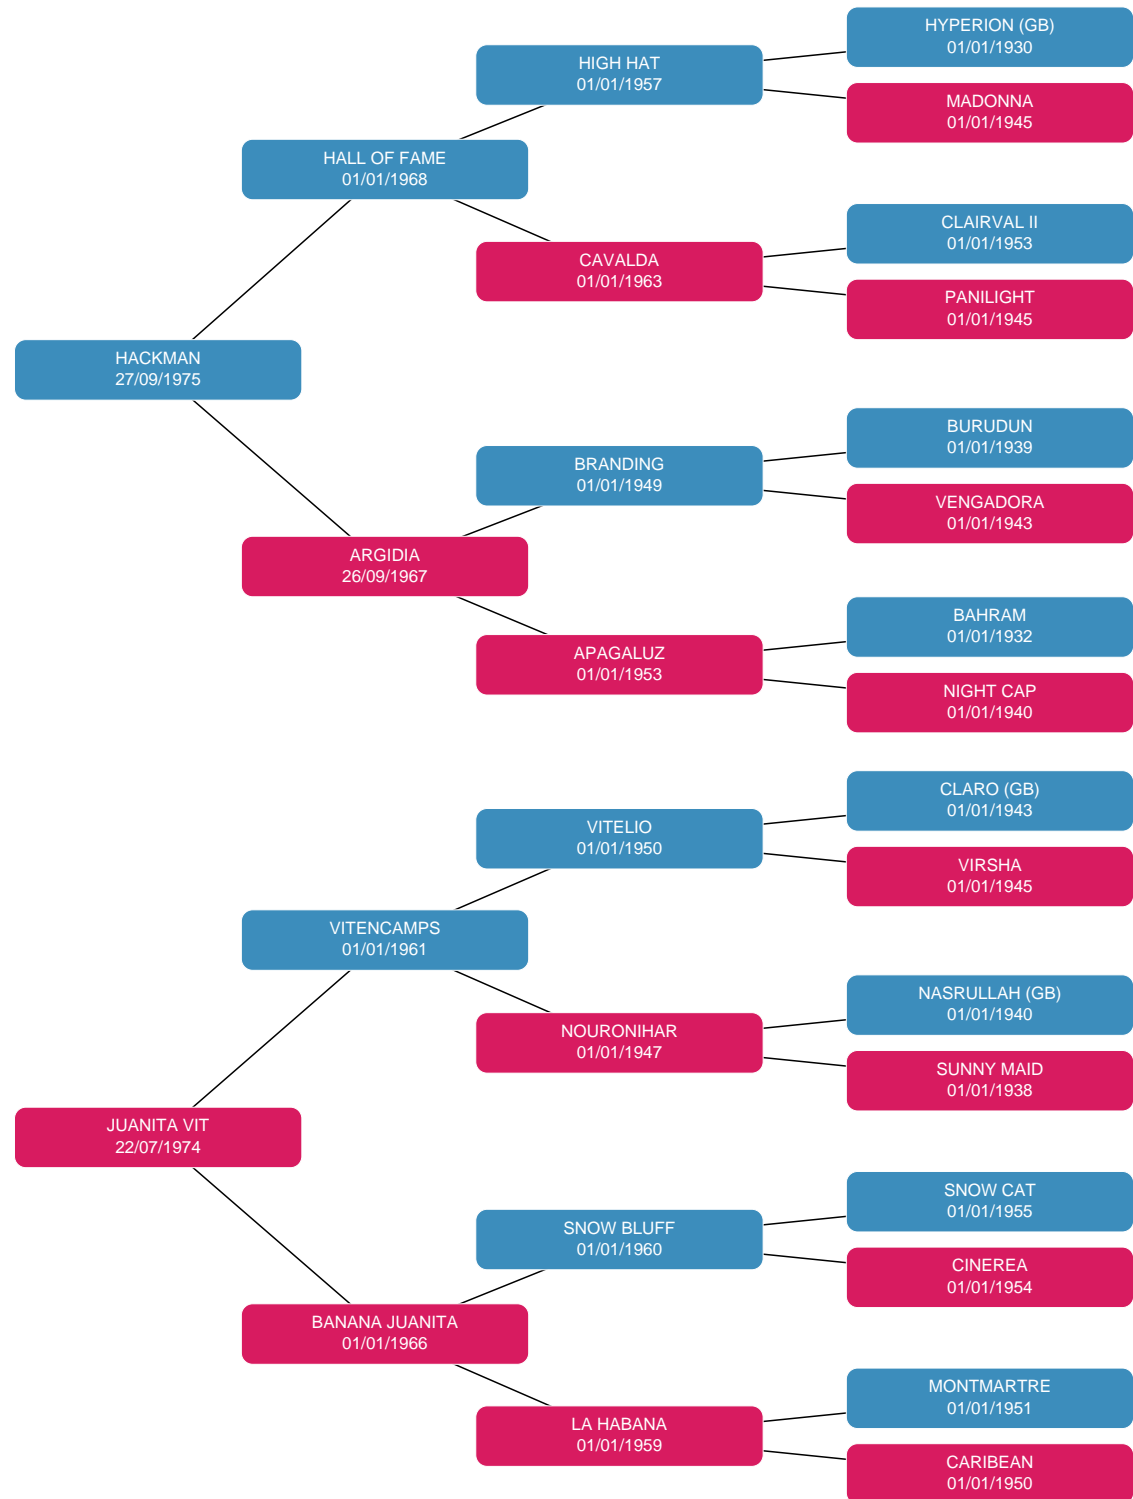 HYPERION (GB)
01/01/1930
HIGH HAT
01/01/1957
MADONNA
01/01/1945
HALL OF FAME
01/01/1968
CLAIRVAL II
01/01/1953
CAVALDA
01/01/1963
PANILIGHT
01/01/1945
HACKMAN
27/09/1975
BURUDUN
01/01/1939
BRANDING
01/01/1949
VENGADORA
01/01/1943
ARGIDIA
26/09/1967
BAHRAM
01/01/1932
APAGALUZ
01/01/1953
NIGHT CAP
01/01/1940
CLARO (GB)
01/01/1943
VITELIO
01/01/1950
VIRSHA
01/01/1945
VITENCAMPS
01/01/1961
NASRULLAH (GB)
01/01/1940
NOURONIHAR
01/01/1947
SUNNY MAID
01/01/1938
JUANITA VIT
22/07/1974
SNOW CAT
01/01/1955
SNOW BLUFF
01/01/1960
CINEREA
01/01/1954
BANANA JUANITA
01/01/1966
MONTMARTRE
01/01/1951
LA HABANA
01/01/1959
CARIBEAN
01/01/1950